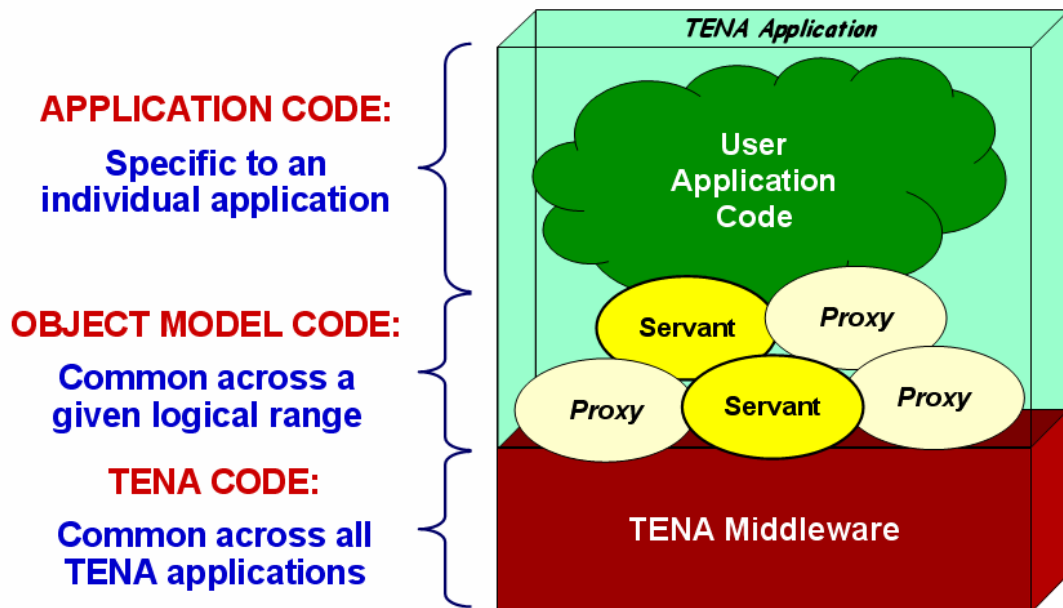 TENA Application
APPLICATION CODE:
Specific to an
individual application
User
Application
Code
OBJECT MODEL CODE:
Common across a
given logical range
Servant
Proxy
Proxy
Servant
Proxy
TENA CODE:
Common across all
TENA applications
TENA Middleware